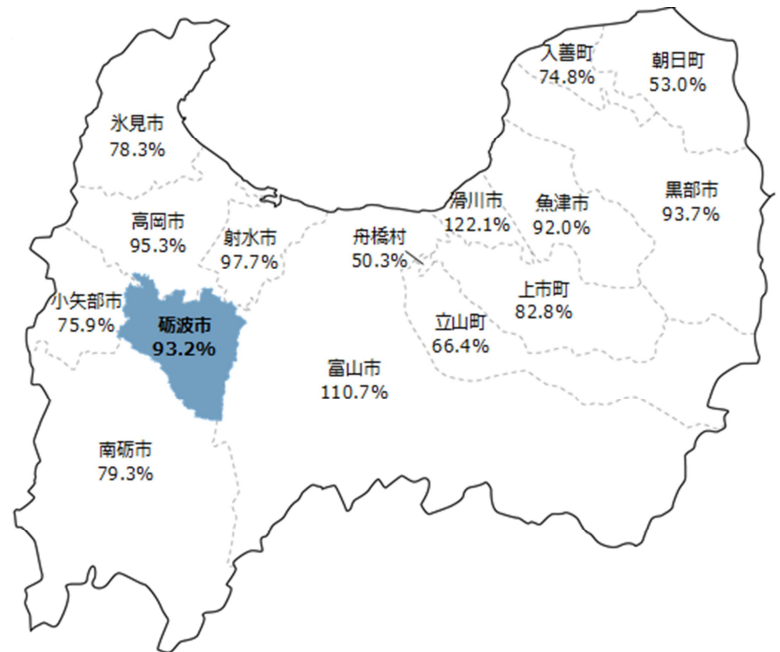 入善町
74.8%
朝日町
53.0%
氷見市
78.3%
黒部市
93.7%
滑川市
122.1%
魚津市
92.0%
高岡市
95.3%
射水市
97.7%
舟橋村
50.3%
上市町
82.8%
小矢部市
75.9%
砺波市
93.2%
立山町
66.4%
富山市
110.7%
南砺市
79.3%